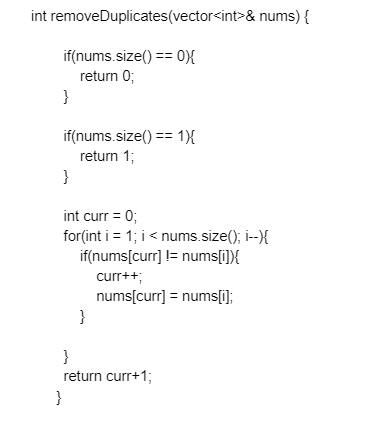 int removeDuplicates(vector<int>& nums) {
if(nums.size() == 0){
return 0;
}
if(nums.size() == 1){
return 1;
}
int curr = 0;
for(int i = 1; i < nums.size(); i--){
if(nums[curr] != nums[i]){
curr++;
nums[curr] = nums[i];
}
}
return curr+1;
}